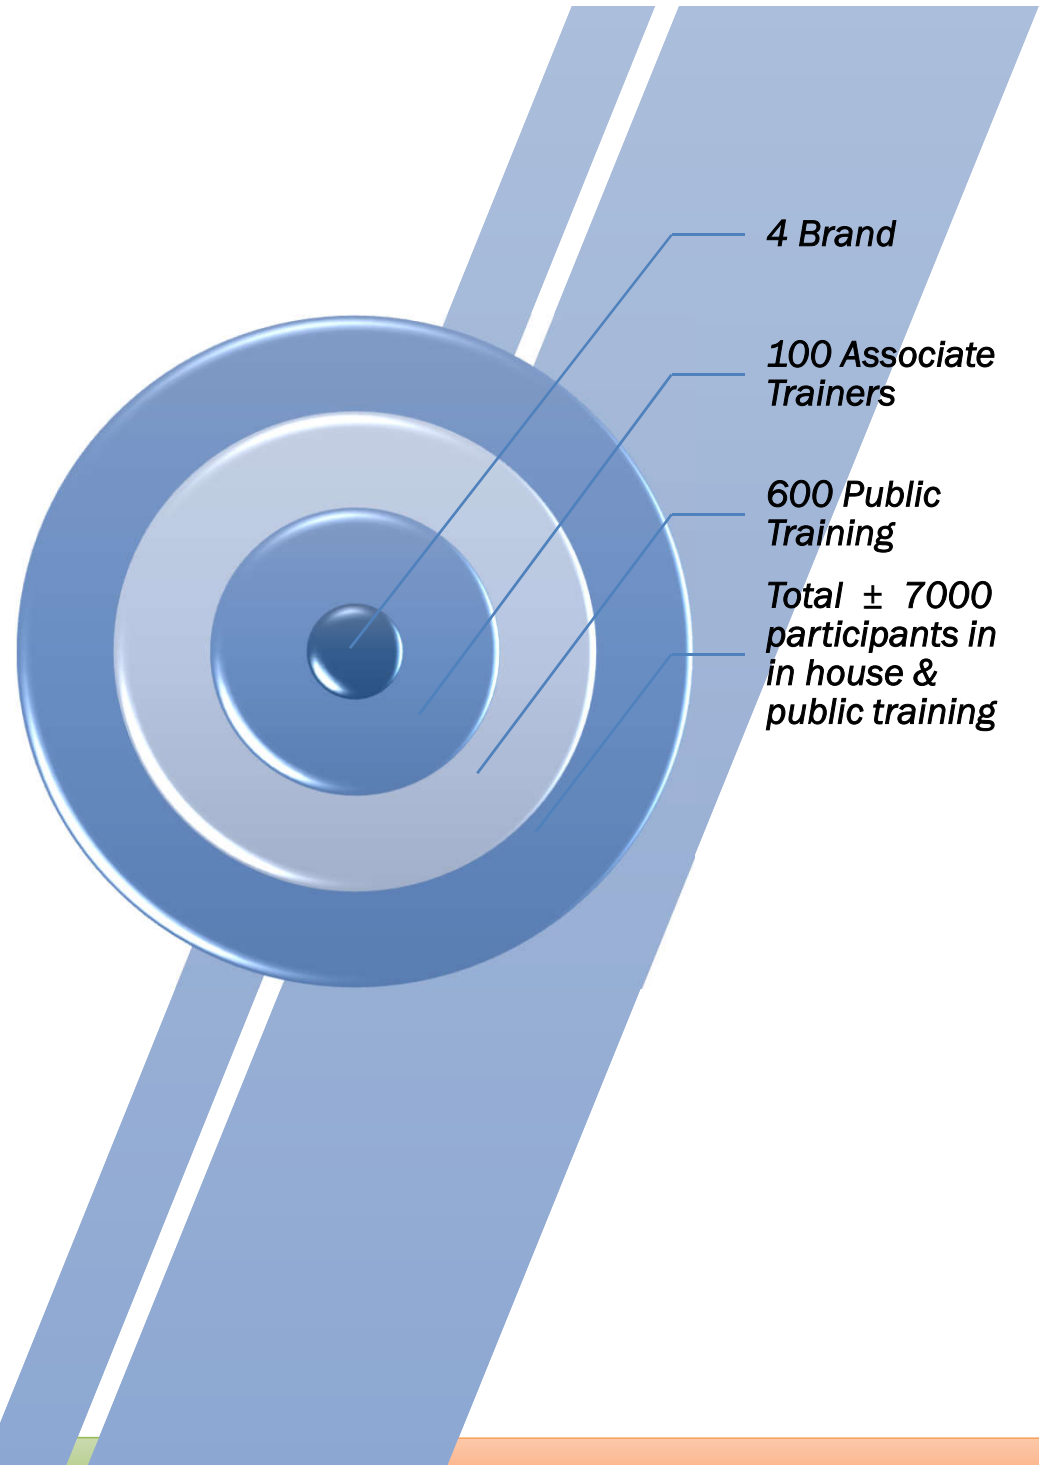 4 Brand
100 Associate
Trainers
600 Public
Training
Total ± 7000
participants in
in house &
public training